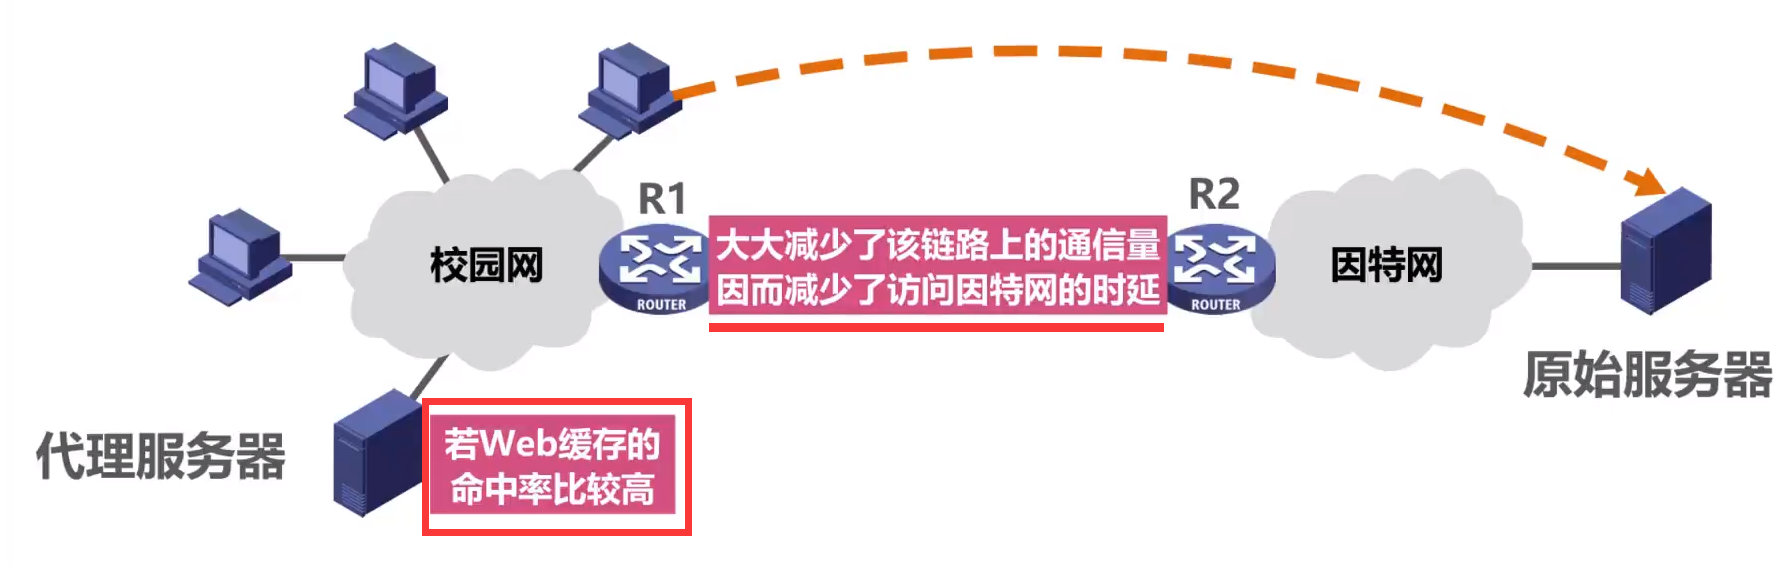 R1
R2
大大减少了该链路上的通信量
因而减少了访问因特网的时延
校园网
因特网
ROUTER
ROUTER
原始服务器
代理服务器
若Web缓存的
命中率比较高